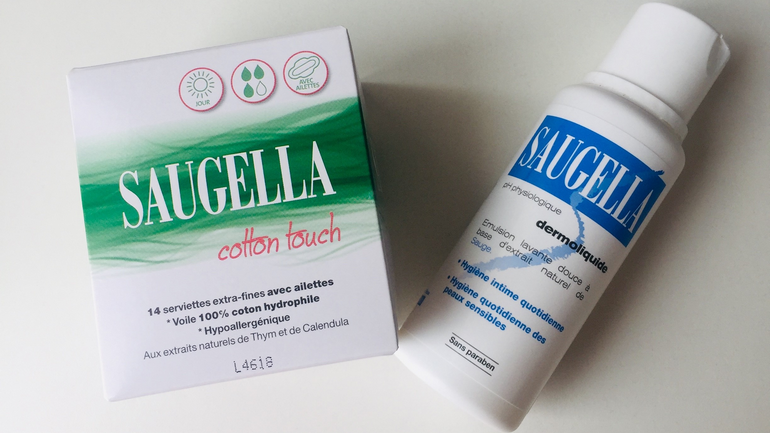 JOUR
AVEC
AILETTES
SAUGELLA
cotton touch
14 serviettes extra-fines avec ailettes
* Voile 100% coton hydrophile
* Hypoallergénique
Aux extraits naturels de Thym et de Calendula
L4618
SAUGELLA
pH physiologique
dermoliquide
Emulsion lavante douce à
base d'extrait naturel de
Sauge.
• Hygiène intime quotidienne
• Hygiène quotidienne des
peaux sensibles
Sans paraben